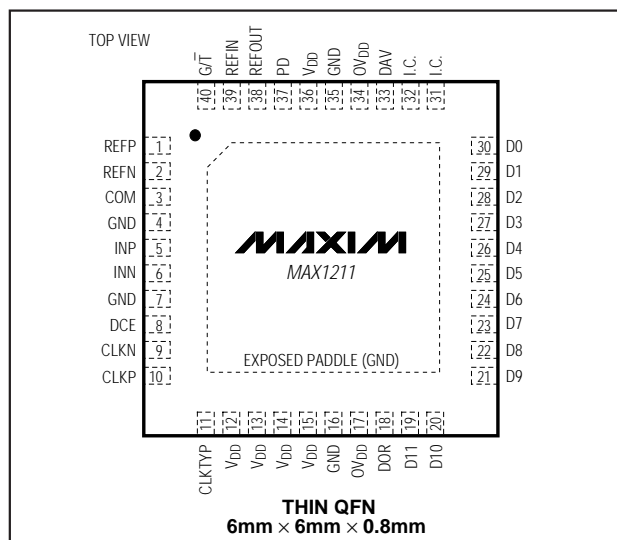 TOP VIEW
G/T̅ REFIN REFOUT PD VDD GND OVDD DAV I.C. I.C.
40 39 38 37 36 35 34 33 32 31
REFP 1 30 D0
REFN 2 29 D1
COM 3 28 D2
GND 4 27 D3
INP 5 26 D4
INN 6 25 D5
GND 7 24 D6
DCE 8 23 D7
CLKN 9 22 D8
CLKP 10 21 D9
MAXIM
MAX1211
EXPOSED PADDLE (GND)
11 12 13 14 15 16 17 18 19 20
CLKTYP VDD VDD VDD VDD GND OVDD DOR D11 D10
THIN QFN
6mm × 6mm × 0.8mm